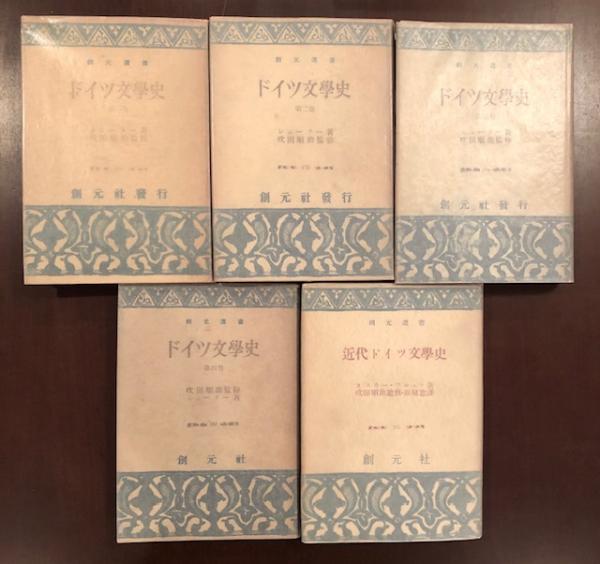 創元選書
ドイツ文學史
シェーラー著
吹田順助監修
創元社發行
創元選書
ドイツ文學史
第二卷
シェーラー著
吹田順助監修
創元社發行
創元選書
ドイツ文學史
シェーラー著
吹田順助監修
創元社發行
創元選書
ドイツ文學史
第四卷
吹田順助監修
シェーラー著
創元社
創元選書
近代ドイツ文學史
創元社